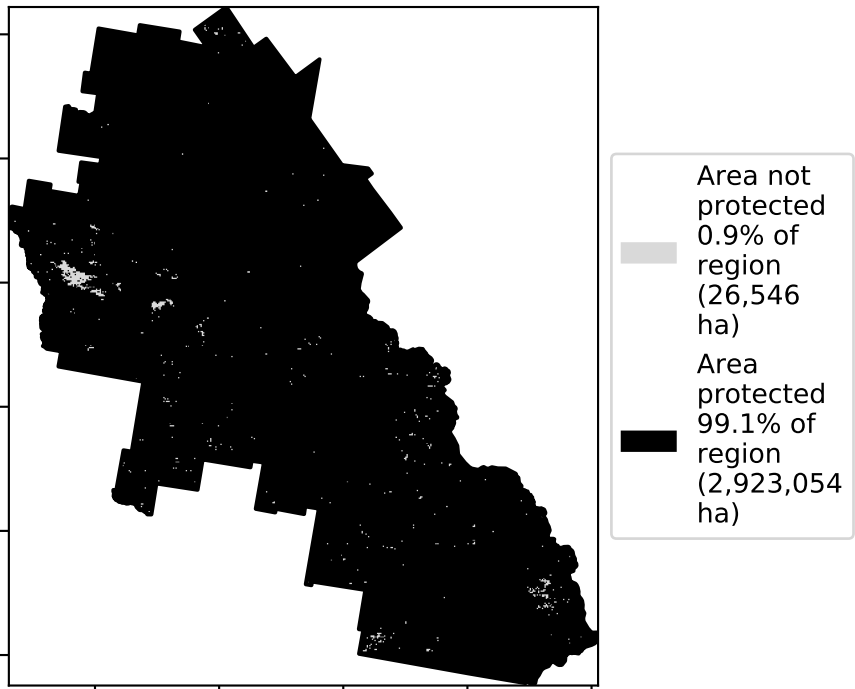 Area not
protected
0.9% of
region
(26,546
ha)
Area
protected
99.1% of
region
(2,923,054
ha)